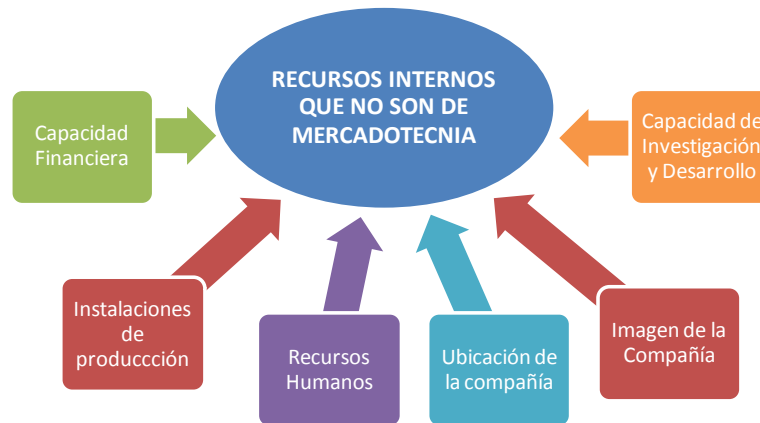 RECURSOS INTERNOS
QUE NO SON DE
MERCADOTECNIA
Capacidad
Financiera
Capacidad de
Investigación
y Desarrollo
Instalaciones
de
produccción
Recursos
Humanos
Ubicación de
la compañía
Imagen de la
Compañía